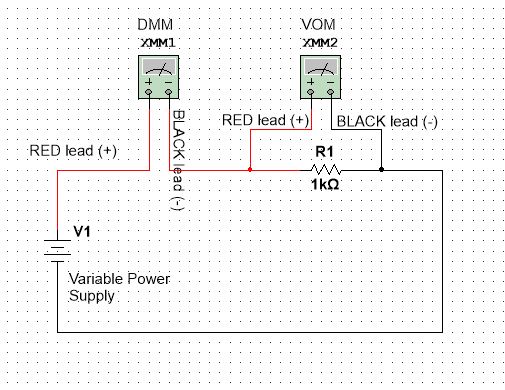 DMM
XMM1
VOM
XMM2
RED lead (+)
BLACK lead (-)
RED lead (+)
BLACK lead (-)
R1
1kΩ
V1
Variable Power
Supply